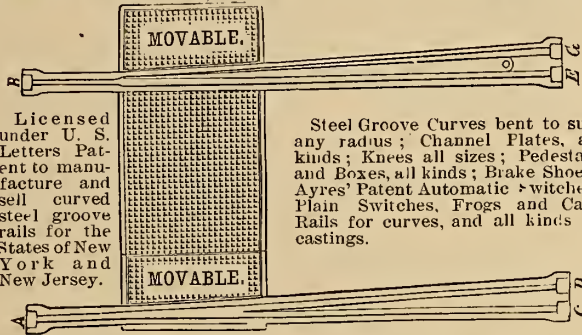 MOVABLE.
B
G
E
Licensed
under U. S.
Letters Pat-
ent to manu-
facture and
sell curved
steel groove
rails for the
States of New
York and
New Jersey.
Steel Groove Curves bent to su
any radius ; Channel Plates, a
kinds ; Knees all sizes ; Pedesta
and Boxes, all kinds ; Brake Shoe
Ayres' Patent Automatic Switche
Plain Switches, Frogs and Ca
Rails for curves, and all kinds
castings.
MOVABLE.
A
D
C